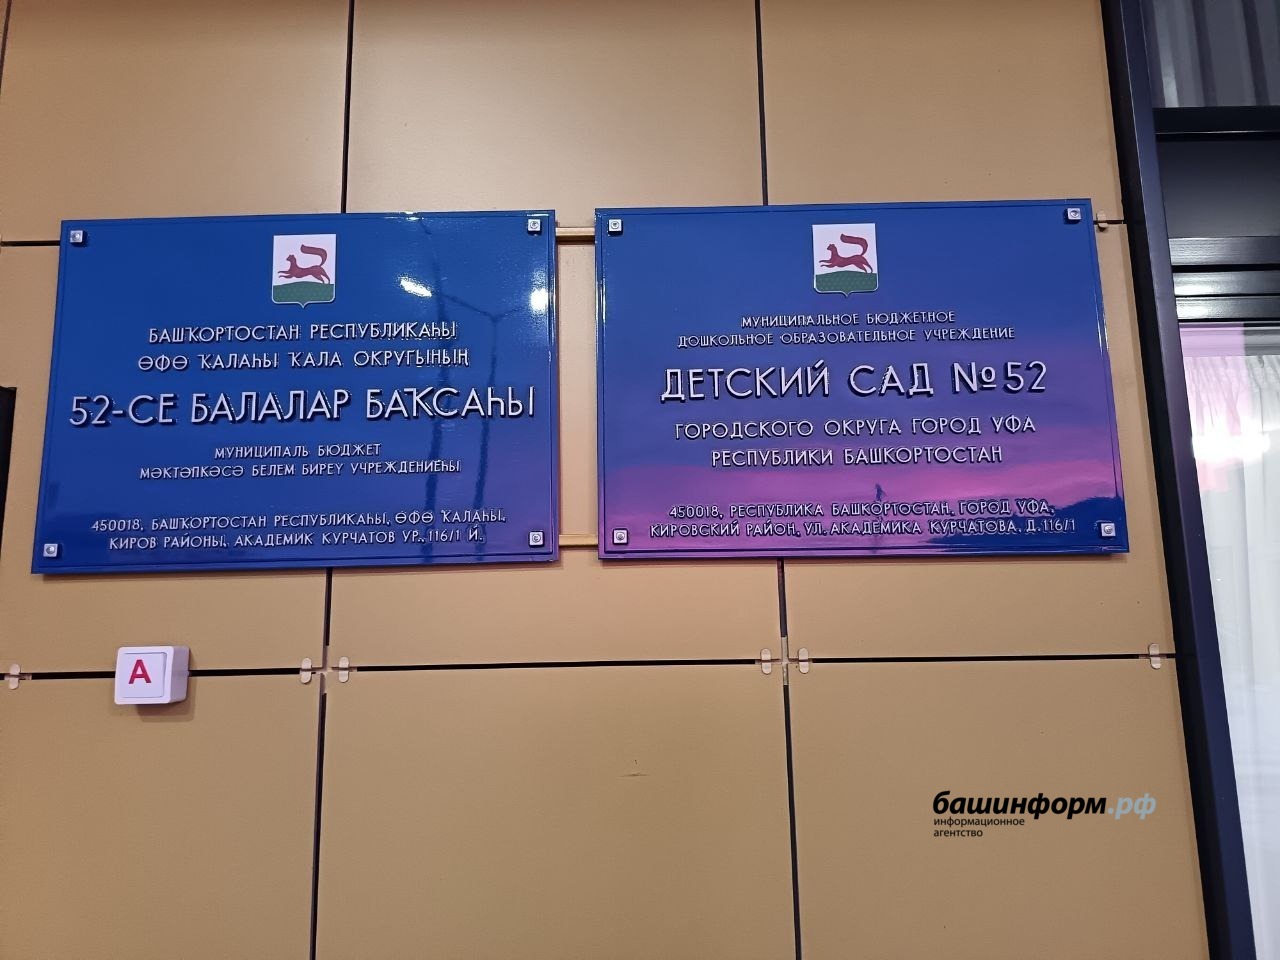 БАШҠОРТОСТАН РЕСПУБЛИКАҺЫ
ӨФӨ ҠАЛАҺЫ ҠАЛА ОКРУГЫНЫҢ
52-СЕ БАЛАЛАР БАҠСАҺЫ
МУНИЦИПАЛЬ БЮДЖЕТ
МӘКТӘПКӘСӘ БЕЛЕМ БИРЕҮ УЧРЕЖДЕНИЕҺЫ
450018, БАШҠОРТОСТАН РЕСПУБЛИКАҺЫ, ӨФӨ ҠАЛАҺЫ,
КИРОВ РАЙОНЫ, АКАДЕМИК КУРЧАТОВ УР., 116/1 Й.
МУНИЦИПАЛЬНОЕ БЮДЖЕТНОЕ
ДОШКОЛЬНОЕ ОБРАЗОВАТЕЛЬНОЕ УЧРЕЖДЕНИЕ
ДЕТСКИЙ САД №52
ГОРОДСКОГО ОКРУГА ГОРОД УФА
РЕСПУБЛИКИ БАШКОРТОСТАН
450018, РЕСПУБЛИКА БАШКОРТОСТАН, ГОРОД УФА,
КИРОВСКИЙ РАЙОН, УЛ. АКАДЕМИКА КУРЧАТОВА, Д. 116/1
А
башинформ.рф
информационное
агентство